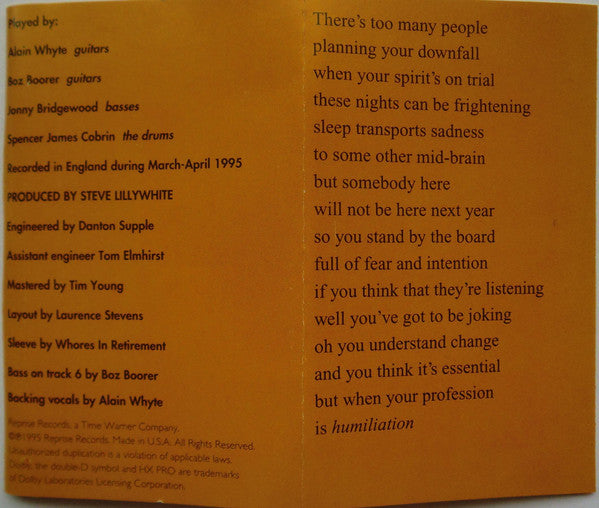 Played by:
Alain Whyte guitars
Boz Boorer guitars
Jonny Bridgewood basses
Spencer James Cobrin the drums
Recorded in England during March-April 1995
PRODUCED BY STEVE LILLYWHITE
Engineered by Danton Supple
Assistant engineer Tom Elmhirst
Mastered by Tim Young
Layout by Laurence Stevens
Sleeve by Whores In Retirement
Bass on track 6 by Boz Boorer
Backing vocals by Alain Whyte
Reprise Records, a Time Warner Company.
©℗1995 Reprise Records. Made in U.S.A. All Rights Reserved.
Unauthorized duplication is a violation of applicable laws.
Dolby, the double-D symbol and HX PRO are trademarks
of Dolby Laboratories Licensing Corporation.
There's too many people
planning your downfall
when your spirit's on trial
these nights can be frightening
sleep transports sadness
to some other mid-brain
but somebody here
will not be here next year
so you stand by the board
full of fear and intention
if you think that they're listening
well you've got to be joking
oh you understand change
and you think it's essential
but when your profession
is humiliation